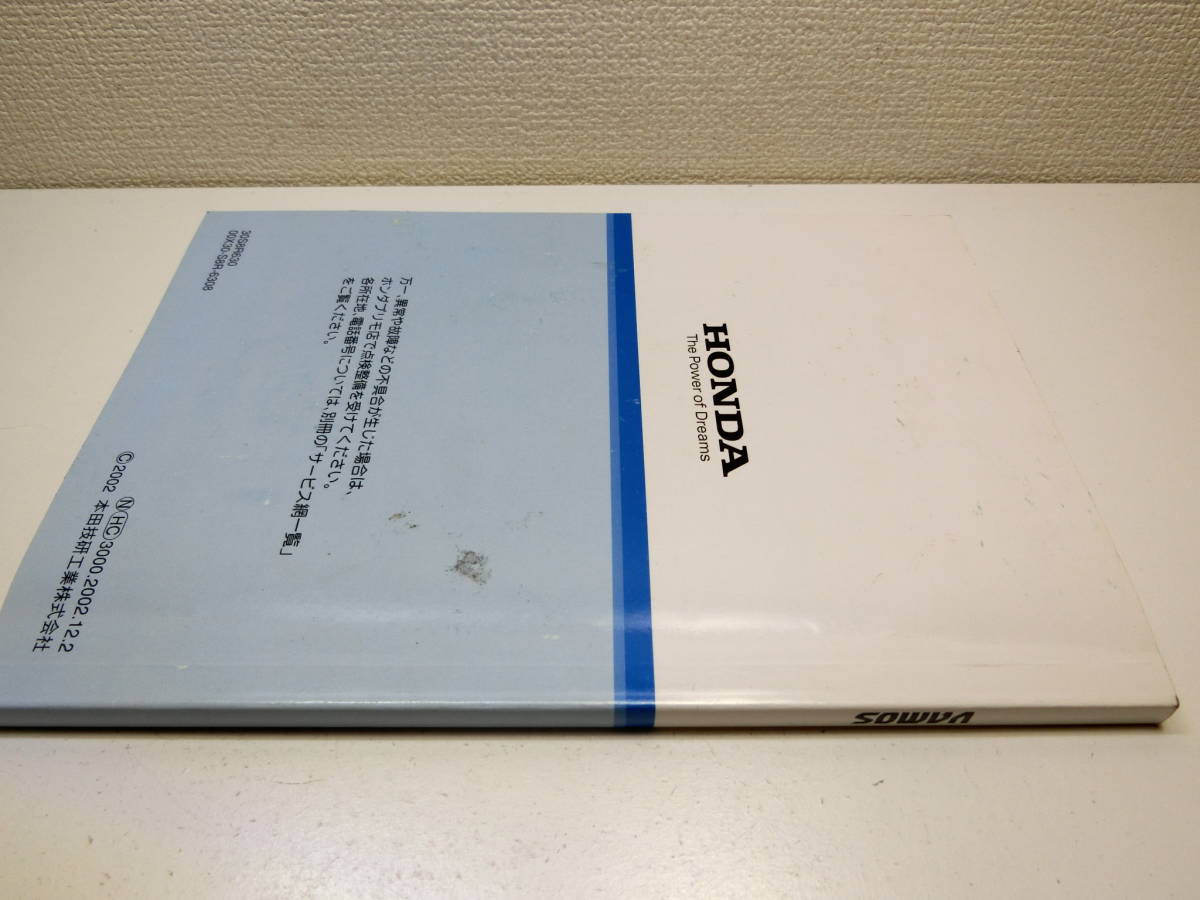 HONDA
The Power of Dreams
万一、異常や故障などの不具合が生じた場合は、
ホンダプリモ店で点検整備を受けてください。
各所在地、電話番号については、別冊の「サービス網一覧」
をご覧ください。
30S8R630
00X30-S8R-6308
Ⓝ HC 3000.2002.12.2
©2002 本田技研工業株式会社
VAMOS